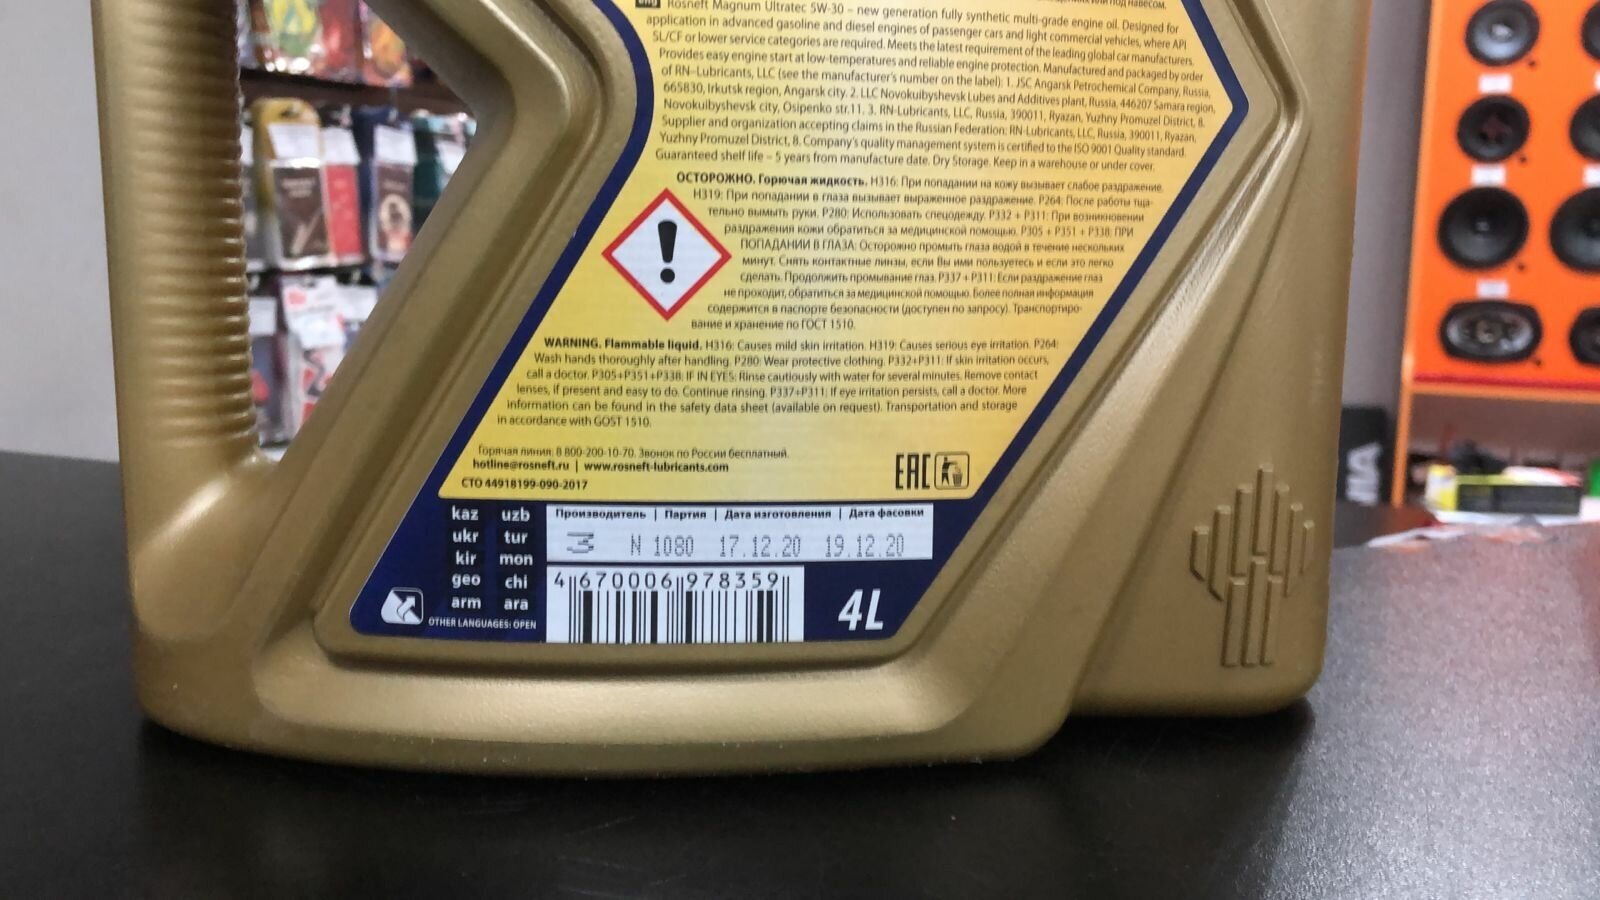 под навесом.
eng Rosneft Magnum Ultratec 5W-30 – new generation fully synthetic multi-grade engine oil. Designed for
application in advanced gasoline and diesel engines of passenger cars and light commercial vehicles, where API
SL/CF or lower service categories are required. Meets the latest requirement of the leading global car manufacturers.
Provides easy engine start at low-temperatures and reliable engine protection. Manufactured and packaged by order
of RN–Lubricants, LLC (see the manufacturer's number on the label): 1. JSC Angarsk Petrochemical Company, Russia,
665830, Irkutsk region, Angarsk city. 2. LLC Novokuibyshevsk Lubes and Additives plant, Russia, 446207 Samara region,
Novokuibyshevsk city, Osipenko str.11. 3. RN-Lubricants, LLC, Russia, 390011, Ryazan, Yuzhny Promuzel District, 8.
Supplier and organization accepting claims in the Russian Federation: RN-Lubricants, LLC, Russia, 390011, Ryazan,
Yuzhny Promuzel District, 8. Company's quality management system is certified to the ISO 9001 Quality standard.
Guaranteed shelf life – 5 years from manufacture date. Dry Storage. Keep in a warehouse or under cover.
ОСТОРОЖНО. Горючая жидкость. H316: При попадании на кожу вызывает слабое раздражение.
H319: При попадании в глаза вызывает выраженное раздражение. P264: После работы тща-
тельно вымыть руки. P280: Использовать спецодежду. P332 + P311: При возникновении
раздражения кожи обратиться за медицинской помощью. P305 + P351 + P338: ПРИ
ПОПАДАНИИ В ГЛАЗА: Осторожно промыть глаза водой в течение нескольких
минут. Снять контактные линзы, если Вы ими пользуетесь и если это легко
сделать. Продолжить промывание глаз. P337 + P311: Если раздражение глаз
не проходит, обратиться за медицинской помощью. Более полная информация
содержится в паспорте безопасности (доступен по запросу). Транспортиро-
вание и хранение по ГОСТ 1510.
WARNING. Flammable liquid. H316: Causes mild skin irritation. H319: Causes serious eye irritation. P264:
Wash hands thoroughly after handling. P280: Wear protective clothing. P332+P311: If skin irritation occurs,
call a doctor. P305+P351+P338: IF IN EYES: Rinse cautiously with water for several minutes. Remove contact
lenses, if present and easy to do. Continue rinsing. P337+P311: If eye irritation persists, call a doctor. More
information can be found in the safety data sheet (available on request). Transportation and storage
in accordance with GOST 1510.
Горячая линия: 8 800-200-10-70. Звонок по России бесплатный.
hotline@rosneft.ru | www.rosneft-lubricants.com
СТО 44918199-090-2017
EAC
kaz uzb
ukr tur
kir mon
geo chi
arm ara
OTHER LANGUAGES: OPEN
Производитель | Партия | Дата изготовления | Дата фасовки
3 N 1080 17.12.20 19.12.20
4 670006 978359
4L